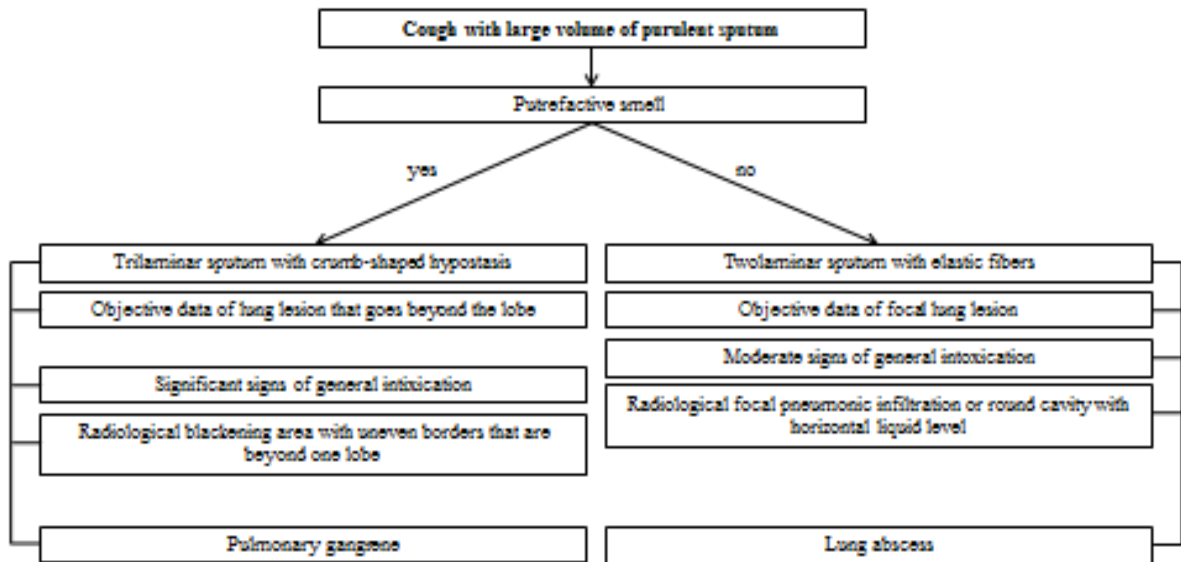 Cough with large volume of purulent sputum
Putrefactive smell
yes
no
Trilaminar sputum with crumb-shaped hypostasis
Objective data of lung lesion that goes beyond the lobe
Significant signs of general intixication
Radiological blackening area with uneven borders that are
beyond one lobe
Pulmonary gangrene
Twolaminar sputum with elastic fibers
Objective data of focal lung lesion
Moderate signs of general intoxication
Radiological focal pneumonic infiltration or round cavity with
horizontal liquid level
Lung abscess